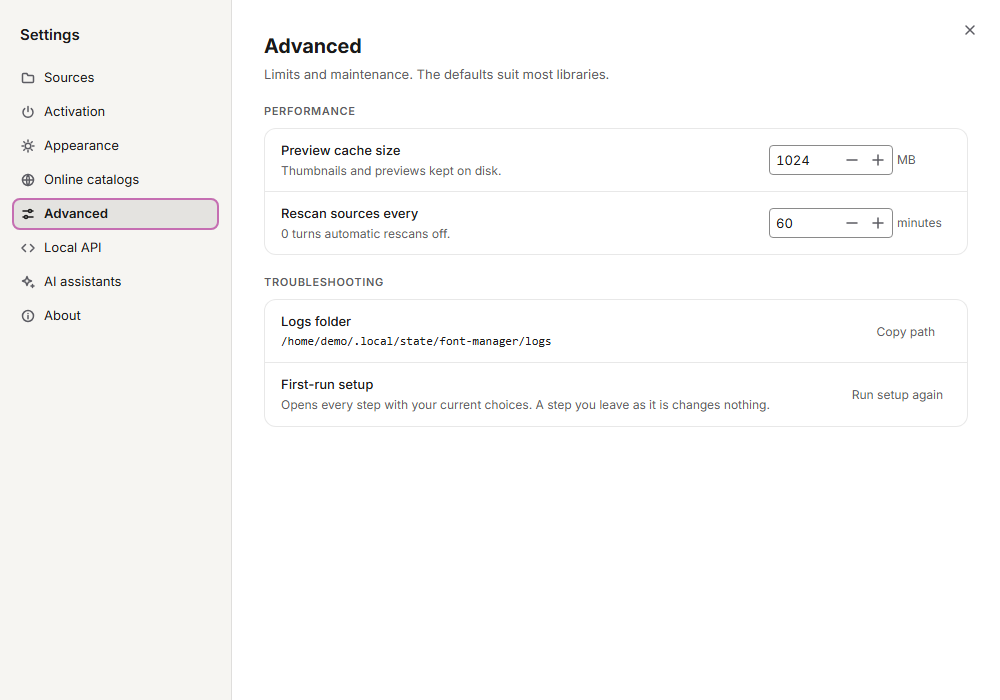 Settings
Sources
Activation
Appearance
Online catalogs
Advanced
Local API
AI assistants
About
Advanced
Limits and maintenance. The defaults suit most libraries.
PERFORMANCE
Preview cache size
Thumbnails and previews kept on disk.
1024
MB
Rescan sources every
0 turns automatic rescans off.
60
minutes
TROUBLESHOOTING
Logs folder
/home/demo/.local/state/font-manager/logs
Copy path
First-run setup
Opens every step with your current choices. A step you leave as it is changes nothing.
Run setup again